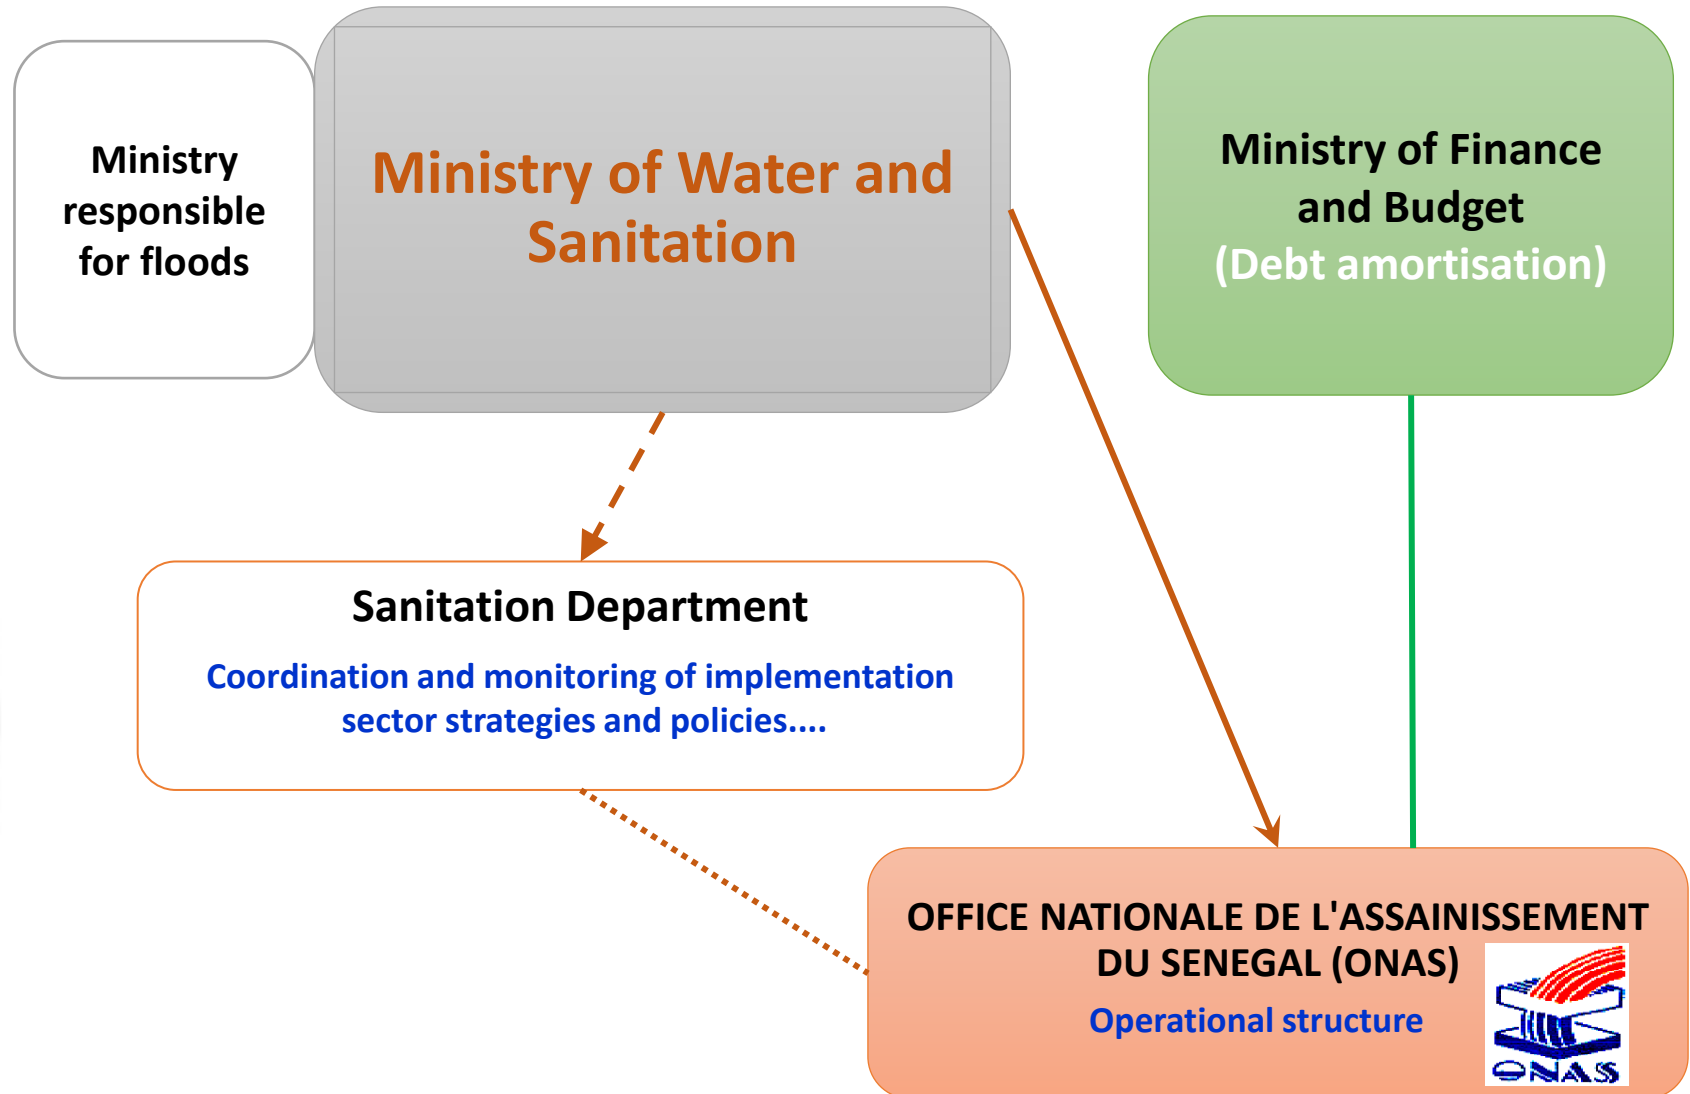 Ministry
responsible
for floods
Ministry of Water and
Sanitation
Ministry of Finance
and Budget
(Debt amortisation)
Sanitation Department
Coordination and monitoring of implementation
sector strategies and policies....
OFFICE NATIONALE DE L'ASSAINISSEMENT
DU SENEGAL (ONAS)
Operational structure
ONAS